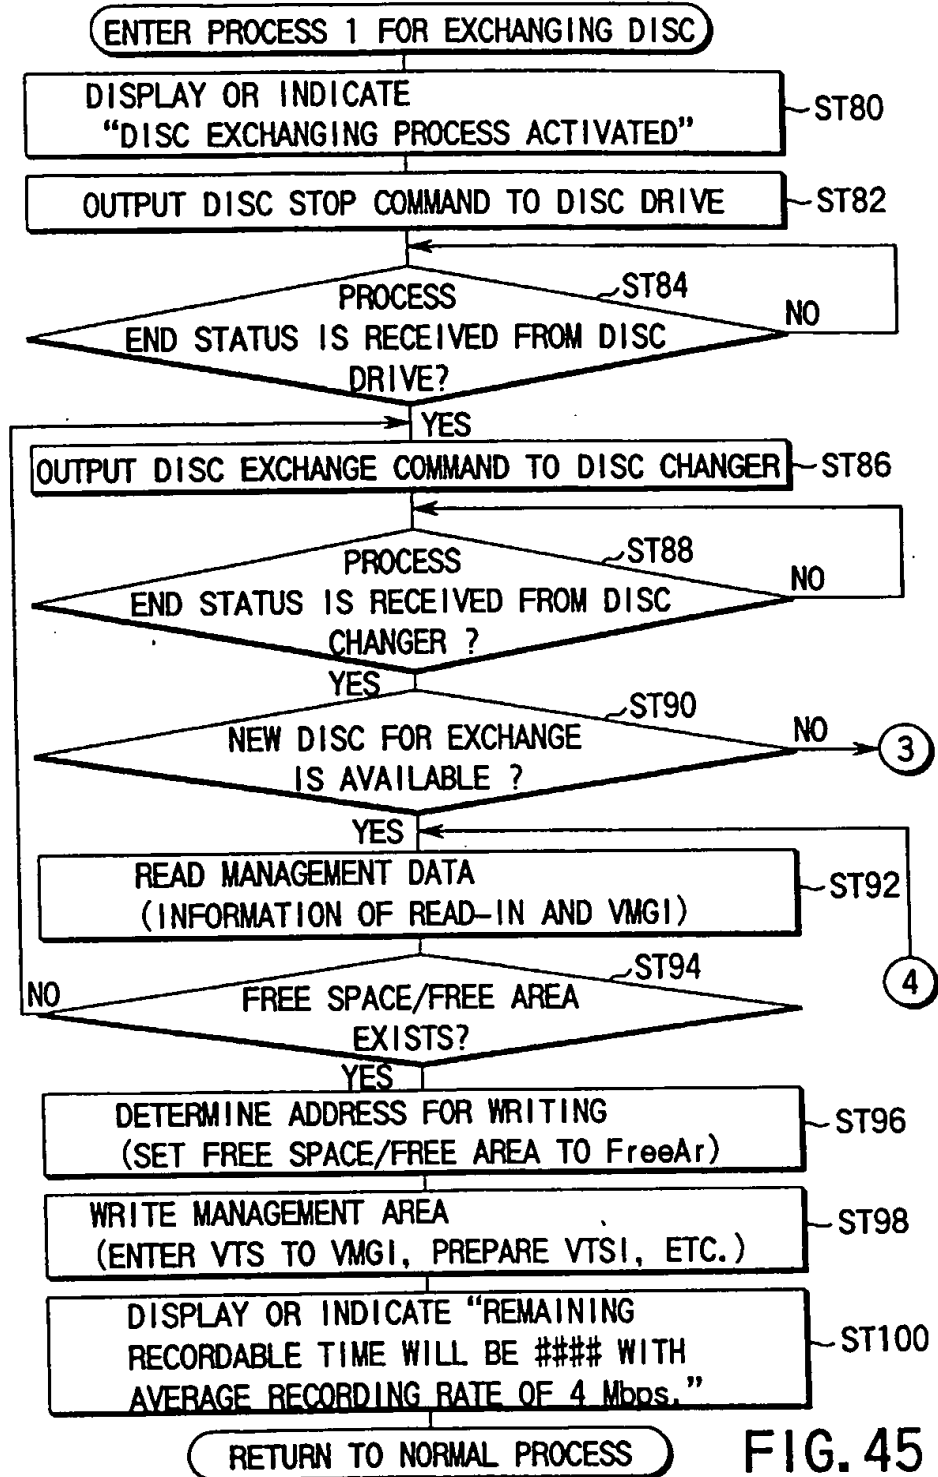 ENTER PROCESS 1 FOR EXCHANGING DISC
DISPLAY OR INDICATE
“DISC EXCHANGING PROCESS ACTIVATED”
ST80
OUTPUT DISC STOP COMMAND TO DISC DRIVE
ST82
ST84
PROCESS
END STATUS IS RECEIVED FROM DISC
DRIVE?
NO
YES
OUTPUT DISC EXCHANGE COMMAND TO DISC CHANGER
ST86
ST88
PROCESS
END STATUS IS RECEIVED FROM DISC
CHANGER ?
NO
YES
ST90
NEW DISC FOR EXCHANGE
IS AVAILABLE ?
NO
3
YES
READ MANAGEMENT DATA
(INFORMATION OF READ-IN AND VMGI)
ST92
4
ST94
FREE SPACE/FREE AREA
EXISTS?
NO
YES
DETERMINE ADDRESS FOR WRITING
(SET FREE SPACE/FREE AREA TO FreeAr)
ST96
WRITE MANAGEMENT AREA
(ENTER VTS TO VMGI, PREPARE VTSI, ETC.)
ST98
DISPLAY OR INDICATE “REMAINING
RECORDABLE TIME WILL BE #### WITH
AVERAGE RECORDING RATE OF 4 Mbps.”
ST100
RETURN TO NORMAL PROCESS
FIG. 45